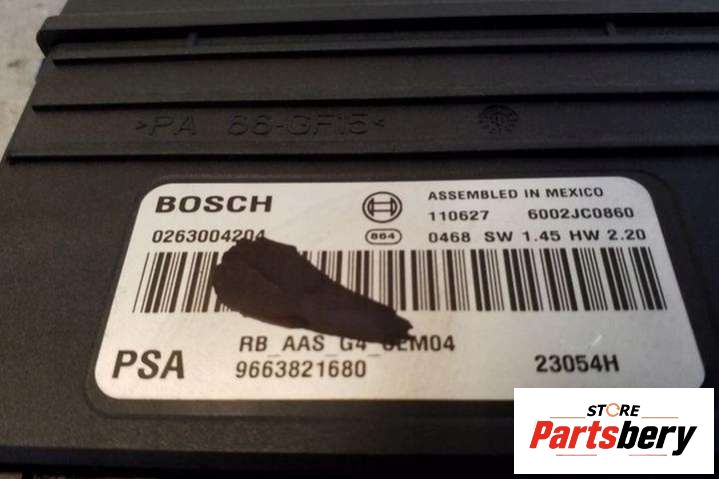 >PA 66-GF15<
BOSCH
ASSEMBLED IN MEXICO
110627 6002JC0860
0263004204
864 0468 SW 1.45 HW 2.20
RB_AAS_G4_OEM04
PSA
9663821680
23054H
STORE
Partsbery